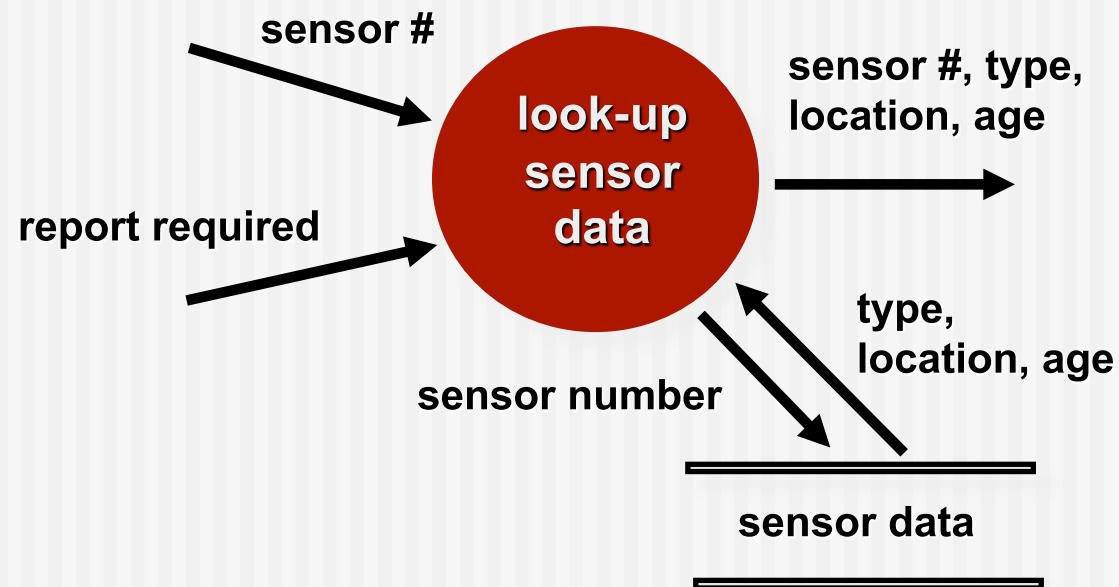 sensor #
look-up
sensor
data
sensor #, type,
location, age
report required
type,
location, age
sensor number
sensor data